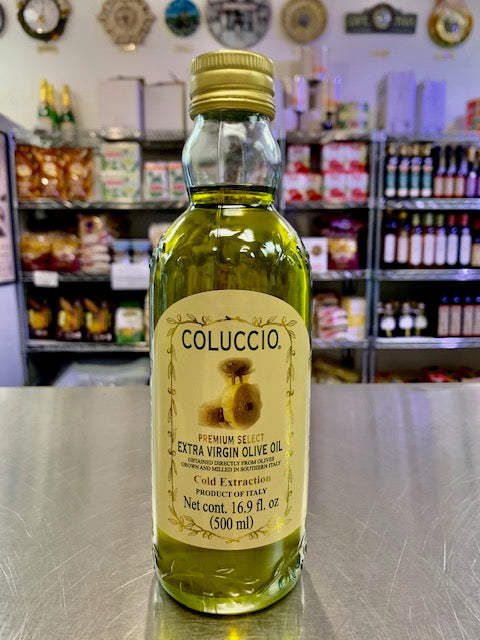 COLUCCIO®
PREMIUM SELECT
EXTRA VIRGIN OLIVE OIL
OBTAINED DIRECTLY FROM OLIVES
GROWN AND MILLED IN SOUTHERN ITALY
Cold Extraction
PRODUCT OF ITALY
Net cont. 16.9 fl. oz
(500 ml)